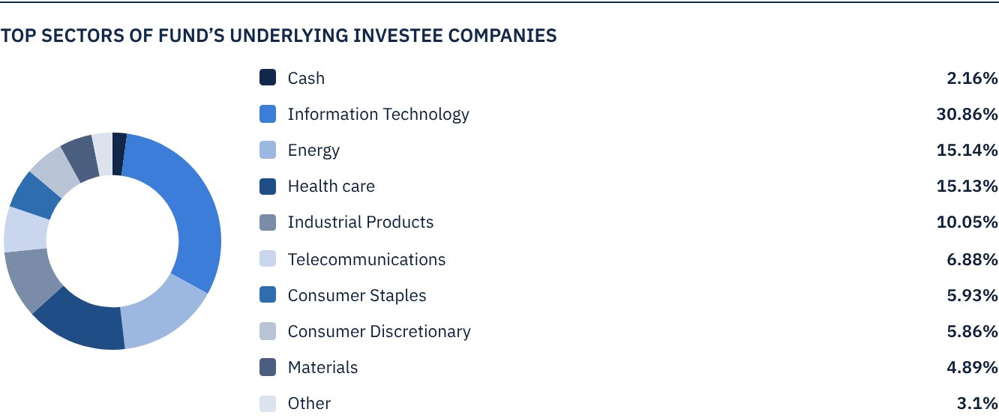 TOP SECTORS OF FUND’S UNDERLYING INVESTEE COMPANIES
Cash 2.16%
Information Technology 30.86%
Energy 15.14%
Health care 15.13%
Industrial Products 10.05%
Telecommunications 6.88%
Consumer Staples 5.93%
Consumer Discretionary 5.86%
Materials 4.89%
Other 3.1%